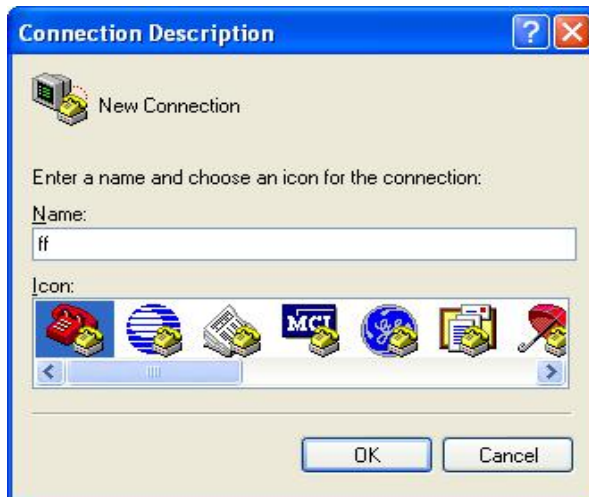 Connection Description
New Connection
Enter a name and choose an icon for the connection:
Name:
ff
Icon:
MCI
OK Cancel